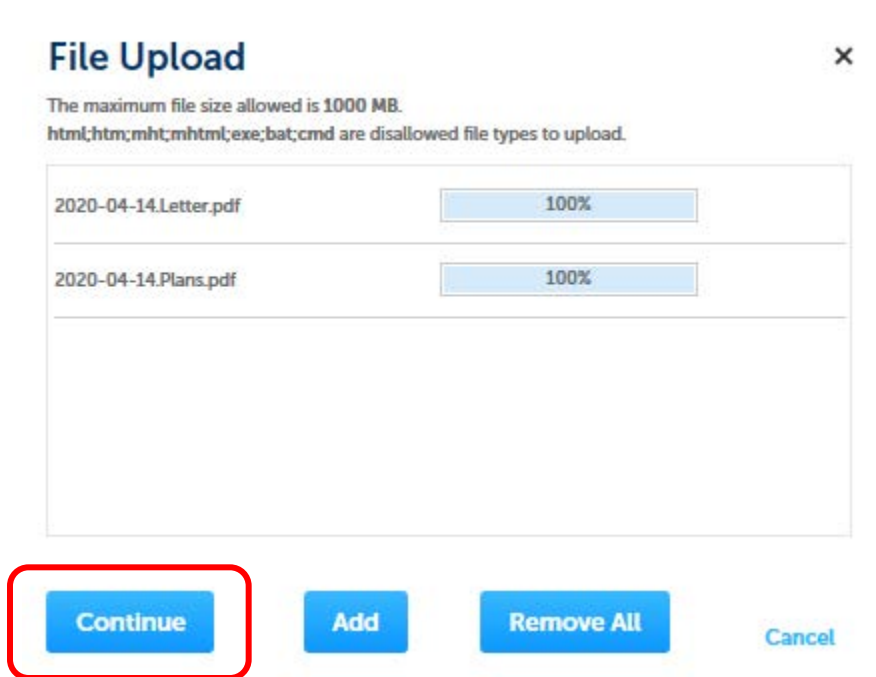 File Upload
×
The maximum file size allowed is 1000 MB.
html;htm;mht;mhtml;exe;bat;cmd are disallowed file types to upload.
2020-04-14.Letter.pdf 100%
2020-04-14.Plans.pdf 100%
Continue Add Remove All Cancel